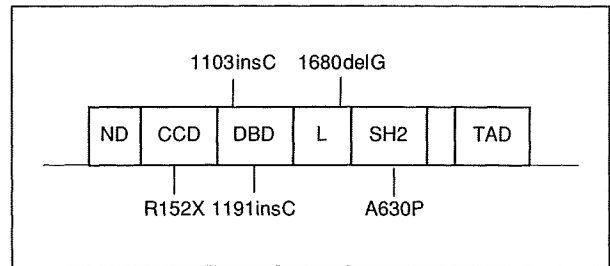 1103insC 1680delG
ND CCD DBD L SH2 TAD
R152X 1191insC A630P